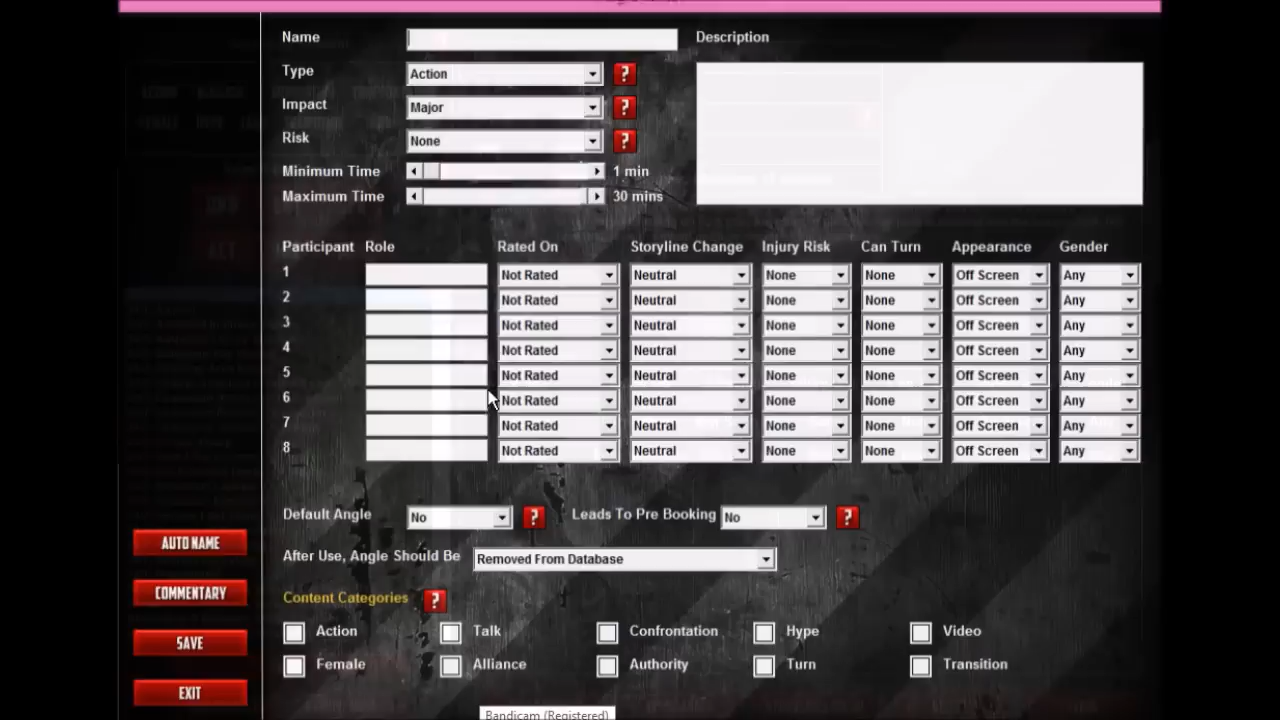 Name Description
Type Action ?
Impact Major ?
Risk None ?
Minimum Time 1 min
Maximum Time 30 mins
Participant Role Rated On Storyline Change Injury Risk Can Turn Appearance Gender
1 Not Rated Neutral None None Off Screen Any
2 Not Rated Neutral None None Off Screen Any
3 Not Rated Neutral None None Off Screen Any
4 Not Rated Neutral None None Off Screen Any
5 Not Rated Neutral None None Off Screen Any
6 Not Rated Neutral None None Off Screen Any
7 Not Rated Neutral None None Off Screen Any
8 Not Rated Neutral None None Off Screen Any
Default Angle No ? Leads To Pre Booking No ?
After Use, Angle Should Be Removed From Database
Content Categories ?
Action Talk Confrontation Hype Video
Female Alliance Authority Turn Transition
AUTO NAME
COMMENTARY
SAVE
EXIT
Bandicam (Registered)